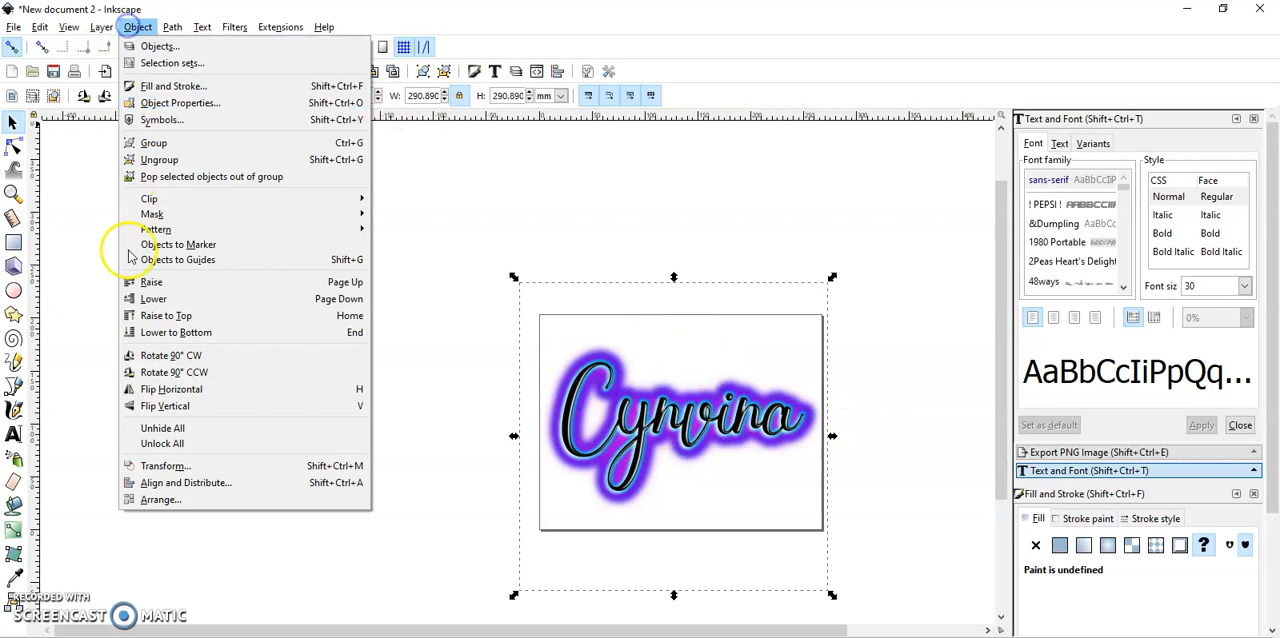 *New document 2 - Inkscape
File Edit View Layer Object Path Text Filters Extensions Help
Objects...
Selection sets...
Fill and Stroke... Shift+Ctrl+F
Object Properties... Shift+Ctrl+O
Symbols... Shift+Ctrl+Y
Group Ctrl+G
Ungroup Shift+Ctrl+G
Pop selected objects out of group
Clip
Mask
Pattern
Objects to Marker
Objects to Guides Shift+G
Raise Page Up
Lower Page Down
Raise to Top Home
Lower to Bottom End
Rotate 90° CW
Rotate 90° CCW
Flip Horizontal H
Flip Vertical V
Unhide All
Unlock All
Transform... Shift+Ctrl+M
Align and Distribute... Shift+Ctrl+A
Arrange...
W: 290.890 H: 290.890 mm
Cynvina
Text and Font (Shift+Ctrl+T)
Font Text Variants
Font family
sans-serif AaBbCcIiP
! PEPSI ! AABBCCII
&Dumpling AaBbCc
1980 Portable
2Peas Heart's Delight
48ways
Style
CSS Face
Normal Regular
Italic Italic
Bold Bold
Bold Italic Bold Italic
Font siz 30
0%
AaBbCcIiPpQq...
Set as default Apply Close
Export PNG Image (Shift+Ctrl+E)
Text and Font (Shift+Ctrl+T)
Fill and Stroke (Shift+Ctrl+F)
Fill Stroke paint Stroke style
?
Paint is undefined
RECORDED WITH
SCREENCAST MATIC